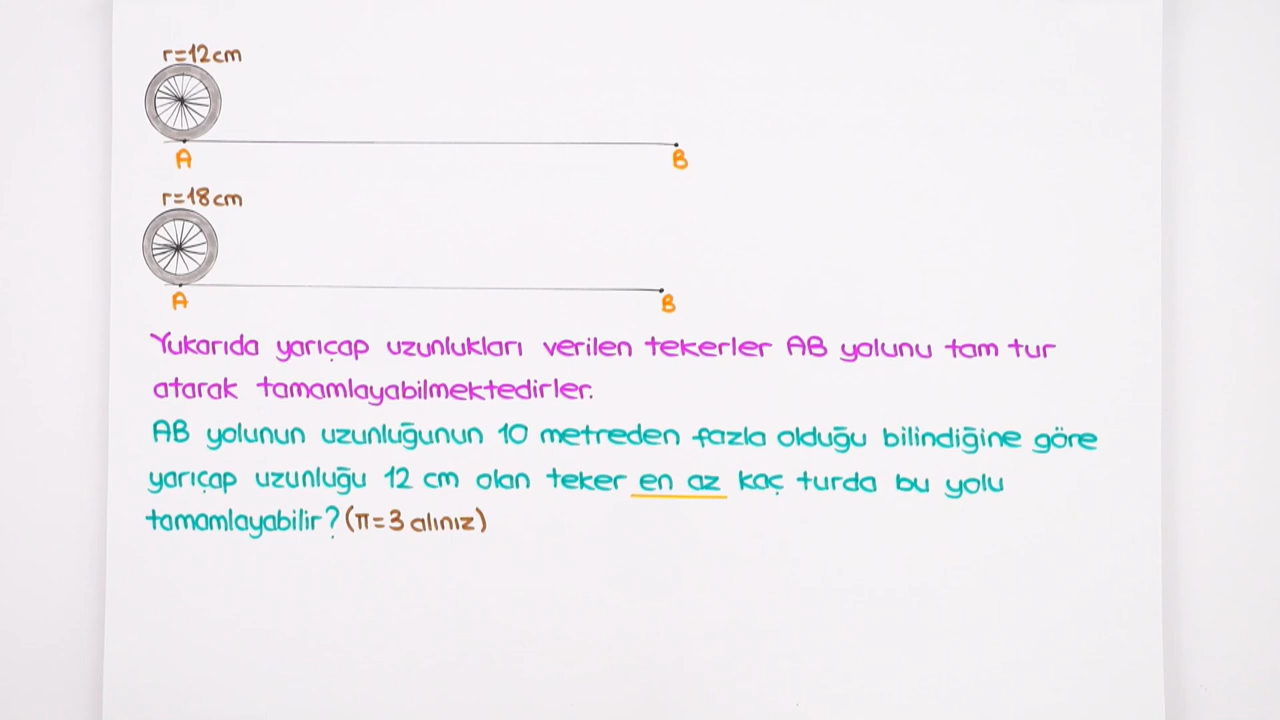 r=12cm
A
B
r=18cm
A
B
Yukarıda yarıçap uzunlukları verilen tekerler AB yolunu tam tur
atarak tamamlayabilmektedirler.
AB yolunun uzunluğunun 10 metreden fazla olduğu bilindiğine göre
yarıçap uzunluğu 12 cm olan teker en az kaç turda bu yolu
tamamlayabilir? (π=3 alınız)